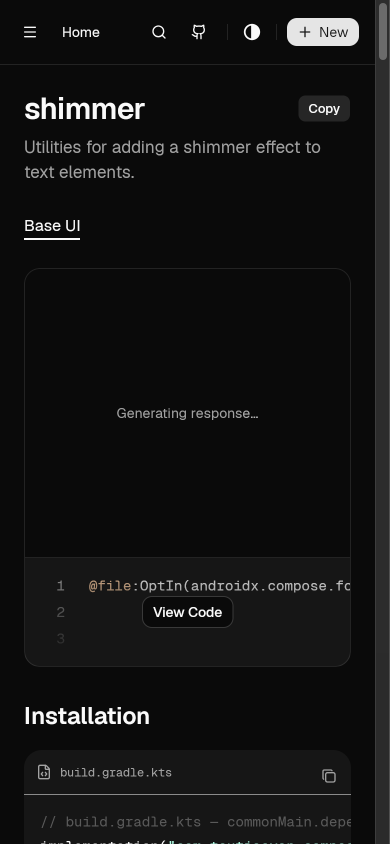 Home
New
shimmer
Copy
Utilities for adding a shimmer effect to
text elements.
Base UI
Generating response…
1 @file:OptIn(androidx.compose.fo
2
View Code
3
Installation
build.gradle.kts
// build.gradle.kts — commonMain.depe